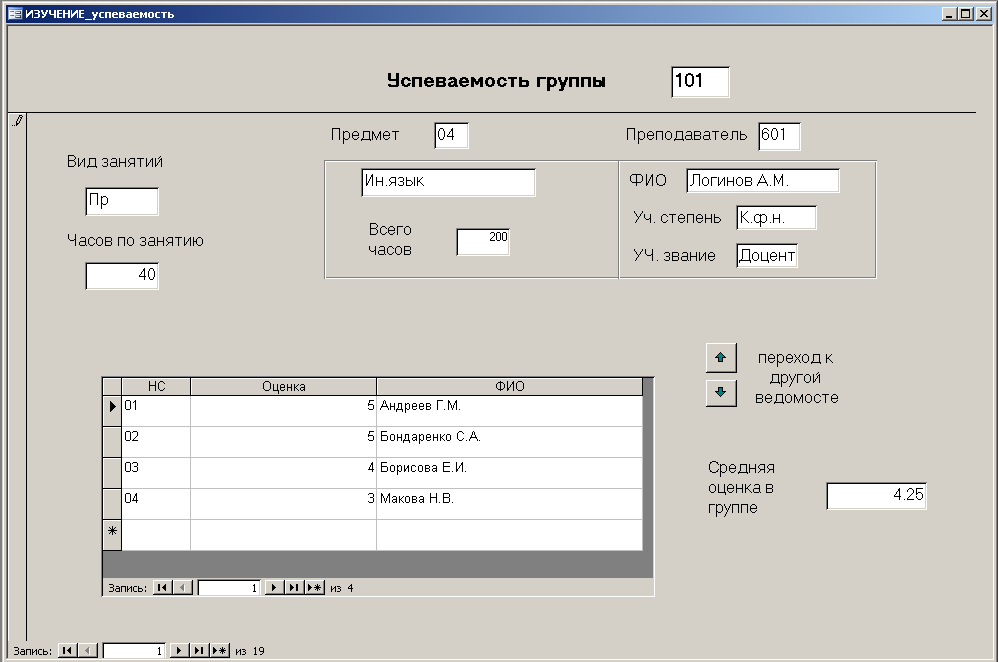 ИЗУЧЕНИЕ_успеваемость
Успеваемость группы 101
Предмет 04 Преподаватель 601
Вид занятий
Пр
Часов по занятию
40
Ин.язык
Всего
часов 200
ФИО Логинов А.М.
Уч. степень К.ф.н.
УЧ. звание Доцент
переход к
другой
ведомосте
НС Оценка ФИО
01 5 Андреев Г.М.
02 5 Бондаренко С.А.
03 4 Борисова Е.И.
04 3 Макова Н.В.
Средняя
оценка в
группе 4.25
Запись: 1 из 4
Запись: 1 из 19